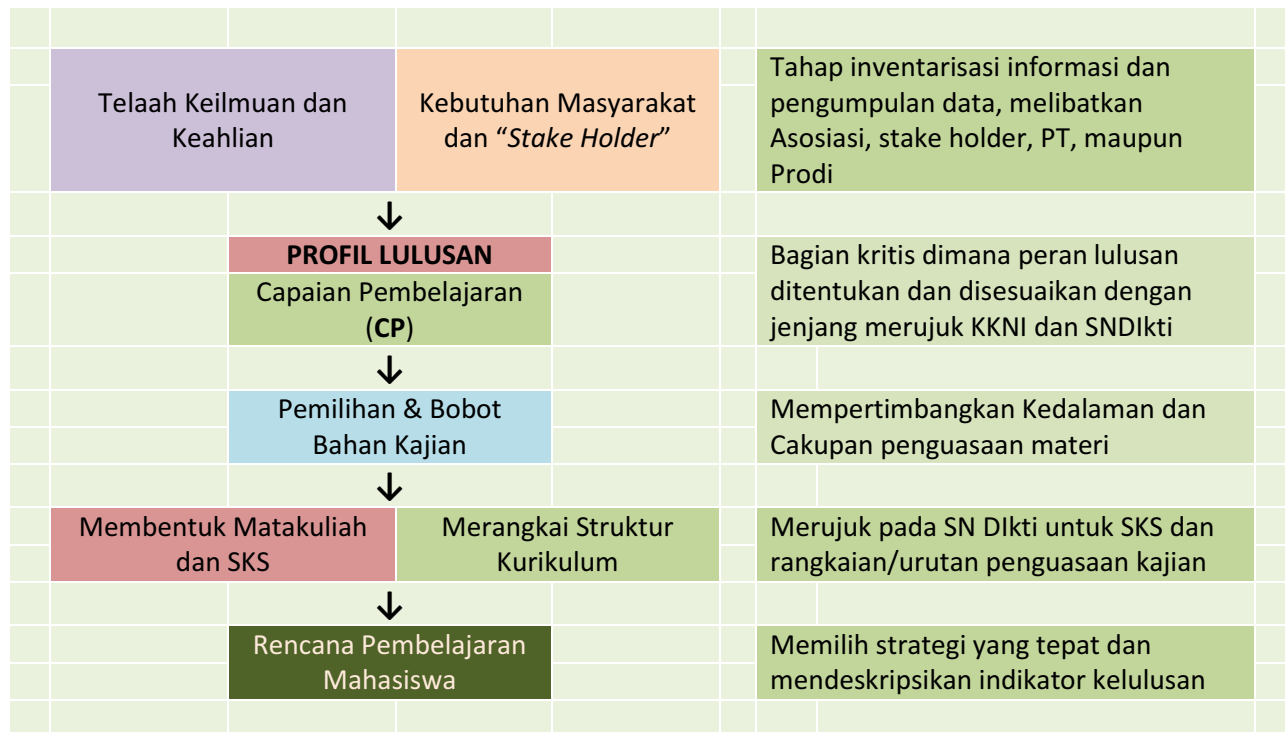 Telaah Keilmuan dan
Keahlian
Kebutuhan Masyarakat
dan “Stake Holder”
Tahap inventarisasi informasi dan
pengumpulan data, melibatkan
Asosiasi, stake holder, PT, maupun
Prodi
↓
PROFIL LULUSAN
Capaian Pembelajaran
(CP)
Bagian kritis dimana peran lulusan
ditentukan dan disesuaikan dengan
jenjang merujuk KKNI dan SNDIkti
↓
Pemilihan & Bobot
Bahan Kajian
Mempertimbangkan Kedalaman dan
Cakupan penguasaan materi
↓
Membentuk Matakuliah
dan SKS
Merangkai Struktur
Kurikulum
Merujuk pada SN DIkti untuk SKS dan
rangkaian/urutan penguasaan kajian
↓
Rencana Pembelajaran
Mahasiswa
Memilih strategi yang tepat dan
mendeskripsikan indikator kelulusan